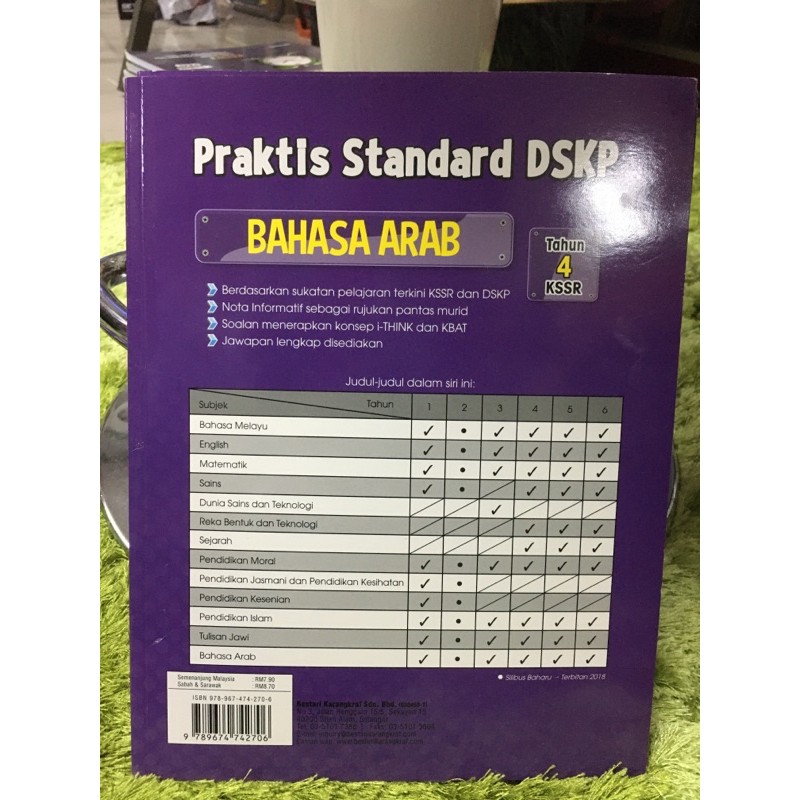 Praktis Standard DSKP
BAHASA ARAB
Tahun
4
KSSR
Berdasarkan sukatan pelajaran terkini KSSR dan DSKP
Nota Informatif sebagai rujukan pantas murid
Soalan menerapkan konsep i-THINK dan KBAT
Jawapan lengkap disediakan
Judul-judul dalam siri ini:
Subjek Tahun 1 2 3 4 5 6
Bahasa Melayu ✓ • ✓ ✓ ✓ ✓
English ✓ • ✓ ✓ ✓ ✓
Matematik ✓ • ✓ ✓ ✓ ✓
Sains ✓ • ✓ ✓ ✓
Dunia Sains dan Teknologi ✓
Reka Bentuk dan Teknologi ✓ ✓ ✓
Sejarah ✓ ✓ ✓
Pendidikan Moral ✓ • ✓ ✓ ✓ ✓
Pendidikan Jasmani dan Pendidikan Kesihatan ✓ •
Pendidikan Kesenian ✓ •
Pendidikan Islam ✓ • ✓ ✓ ✓ ✓
Tulisan Jawi ✓ • ✓ ✓ ✓ ✓
Bahasa Arab ✓ • ✓ ✓ ✓ ✓
• Silibus Baharu – Terbitan 2018
Semenanjung Malaysia : RM7.90
Sabah & Sarawak : RM8.70
ISBN 978-967-474-270-6
9 789674 742706
Sdn. Bhd.